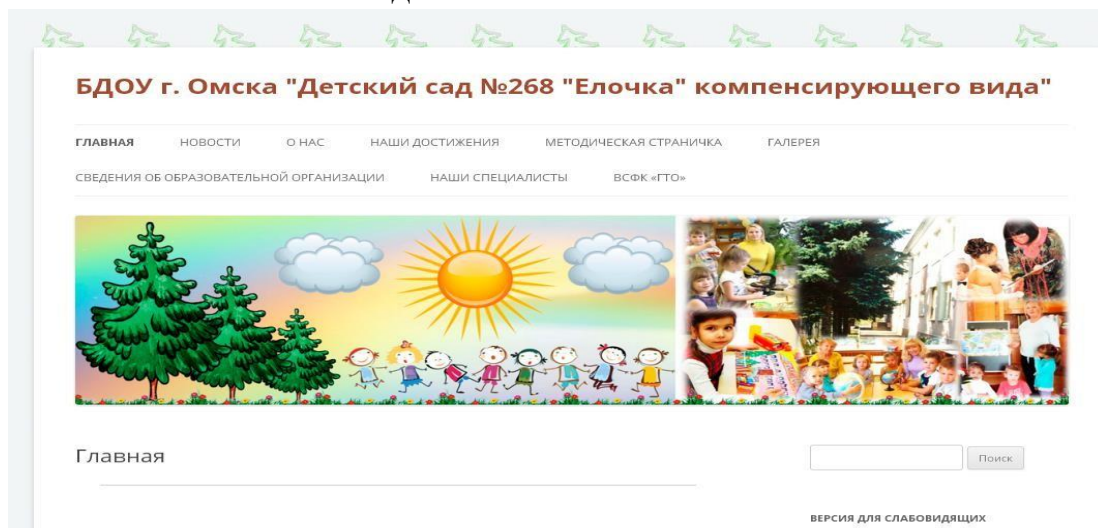 БДОУ г. Омска "Детский сад №268 "Елочка" компенсирующего вида"
ГЛАВНАЯ НОВОСТИ О НАС НАШИ ДОСТИЖЕНИЯ МЕТОДИЧЕСКАЯ СТРАНИЧКА ГАЛЕРЕЯ
СВЕДЕНИЯ ОБ ОБРАЗОВАТЕЛЬНОЙ ОРГАНИЗАЦИИ НАШИ СПЕЦИАЛИСТЫ ВСФК «ГТО»
Главная
Поиск
ВЕРСИЯ ДЛЯ СЛАБОВИДЯЩИХ